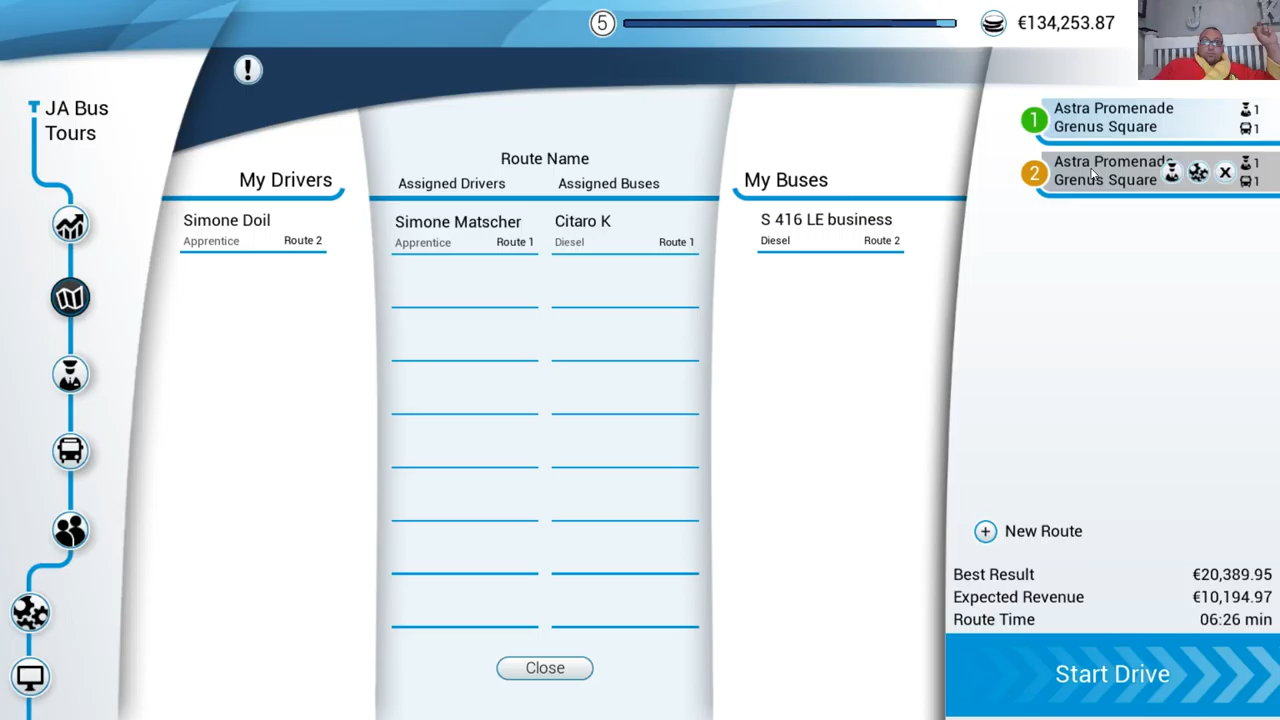 5
€134,253.87
JA Bus
Tours
My Drivers
Simone Doil
Apprentice Route 2
Route Name
Assigned Drivers Assigned Buses
Simone Matscher Citaro K
Apprentice Route 1 Diesel Route 1
Close
My Buses
S 416 LE business
Diesel Route 2
1 Astra Promenade 1
Grenus Square 1
2 Astra Promenade 1
Grenus Square 1
New Route
Best Result €20,389.95
Expected Revenue €10,194.97
Route Time 06:26 min
Start Drive